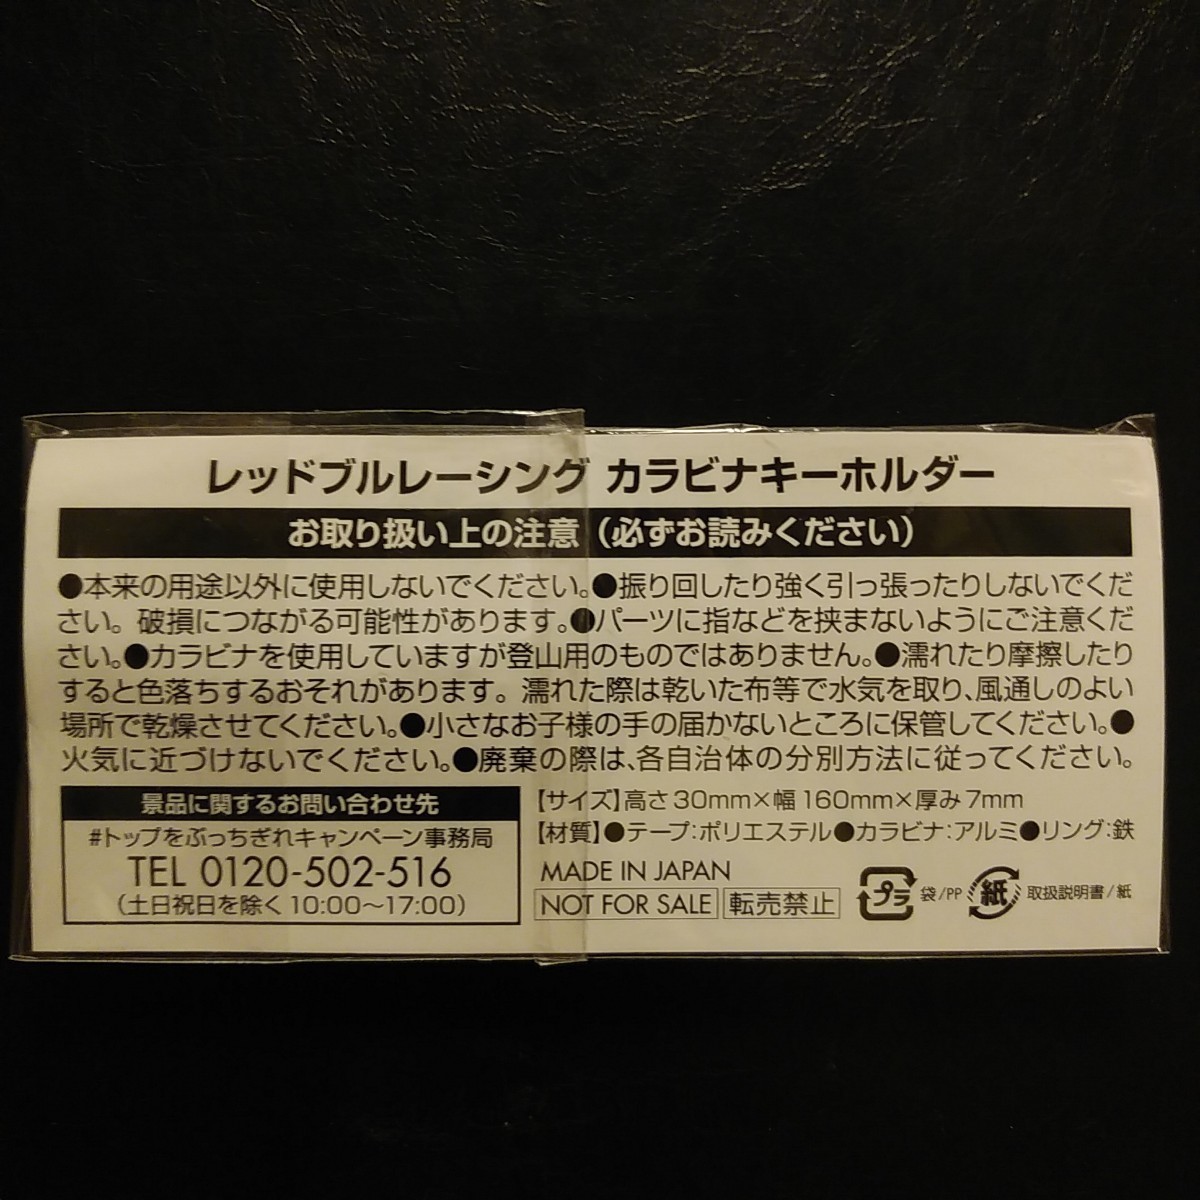 レッドブルレーシング カラビナキーホルダー
お取り扱い上の注意（必ずお読みください）
●本来の用途以外に使用しないでください。●振り回したり強く引っ張ったりしないでくだ
さい。破損につながる可能性があります。●パーツに指などを挟まないようにご注意くだ
さい。●カラビナを使用していますが登山用のものではありません。●濡れたり摩擦したり
すると色落ちするおそれがあります。濡れた際は乾いた布等で水気を取り、風通しのよい
場所で乾燥させてください。●小さなお子様の手の届かないところに保管してください。●
火気に近づけないでください。●廃棄の際は、各自治体の分別方法に従ってください。
景品に関するお問い合わせ先
#トップをぶっちぎれキャンペーン事務局
TEL 0120-502-516
（土日祝日を除く10:00〜17:00）
【サイズ】高さ30mm×幅160mm×厚み7mm
【材質】●テープ:ポリエステル●カラビナ:アルミ●リング:鉄
MADE IN JAPAN
NOT FOR SALE 転売禁止
プラ 袋/PP 紙 取扱説明書/紙